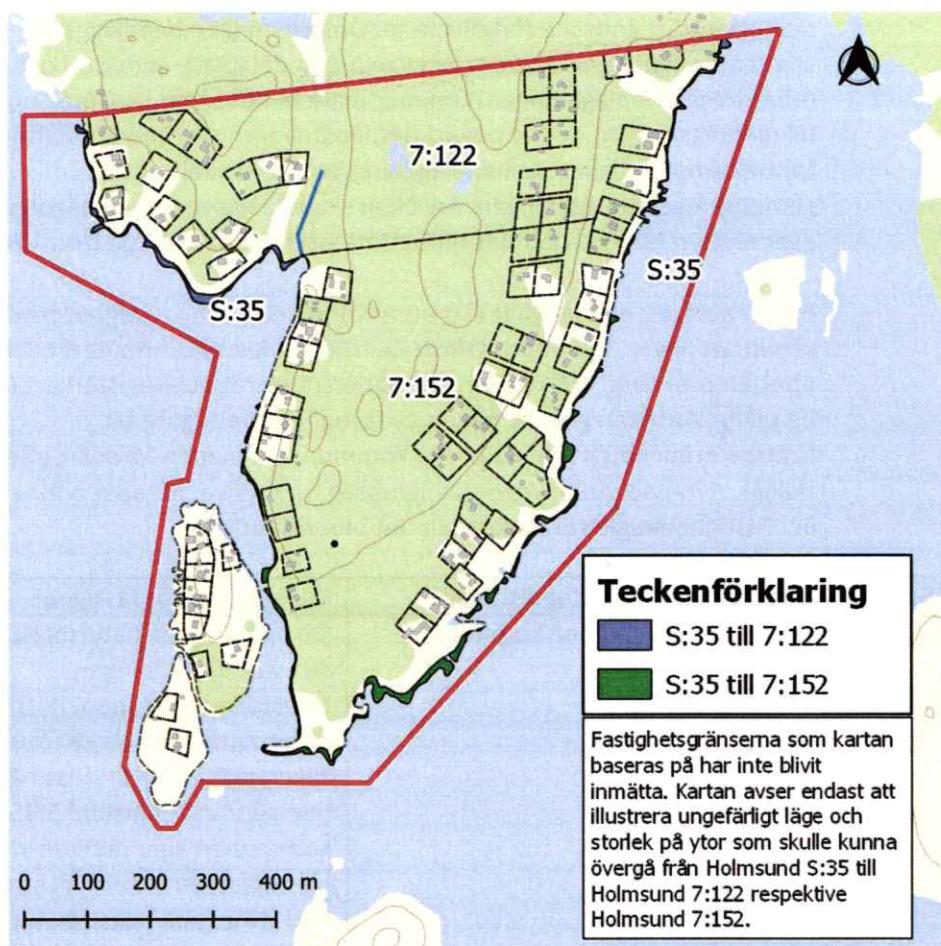 7:122
S:35
S:35
7:152
Teckenförklaring
S:35 till 7:122
S:35 till 7:152
Fastighetsgränserna som kartan
baseras på har inte blivit
inmätta. Kartan avser endast att
illustrera ungefärligt läge och
storlek på ytor som skulle kunna
övergå från Holmsund S:35 till
Holmsund 7:122 respektive
Holmsund 7:152.
0 100 200 300 400 m